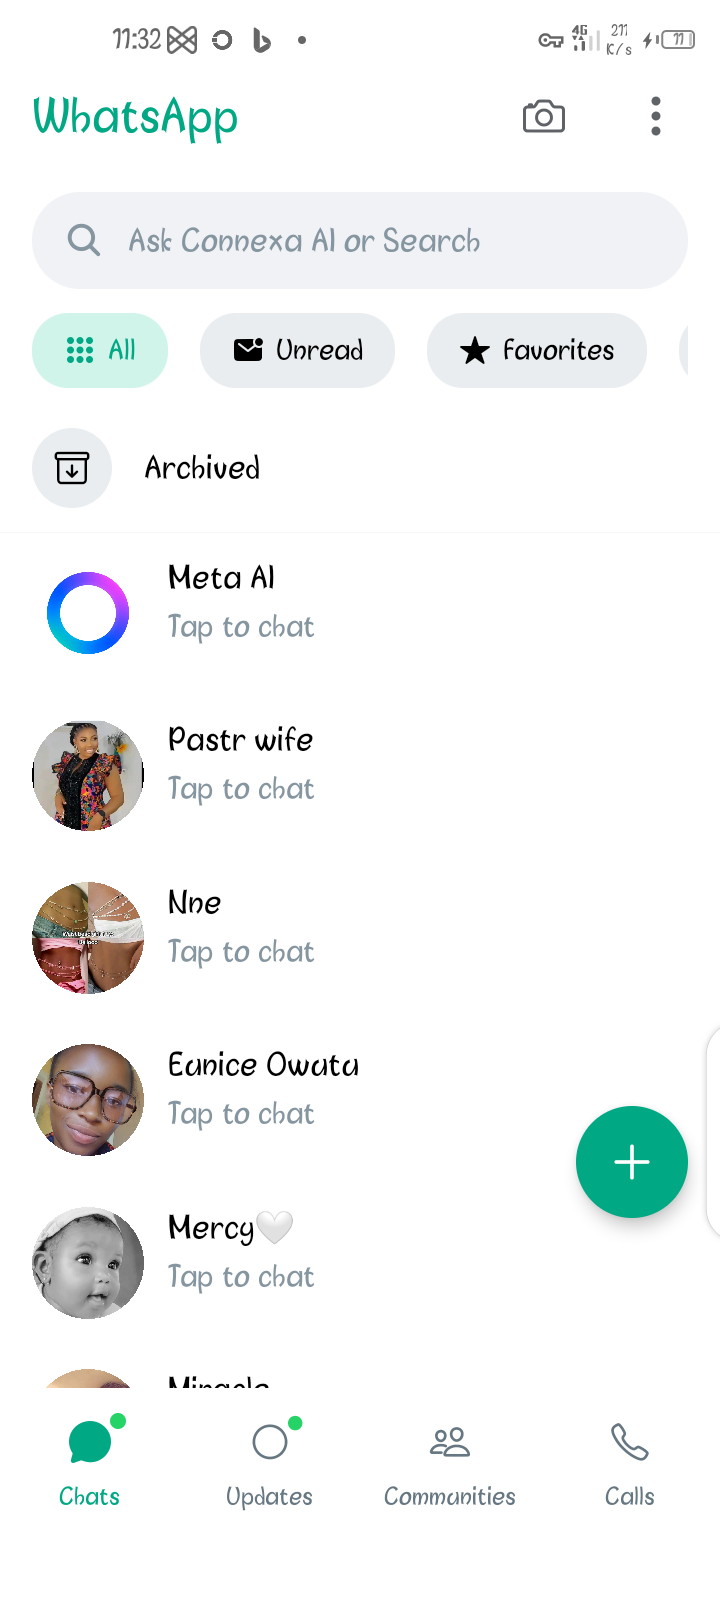 11:32
4G
211
K/s
11
WhatsApp
Ask Connexa AI or Search
All
Unread
Favorites
Archived
Meta AI
Tap to chat
Pastr wife
Tap to chat
Nne
Tap to chat
Eunice Owata
Tap to chat
Mercy🤍
Tap to chat
Miracle
Chats
Updates
Communities
Calls